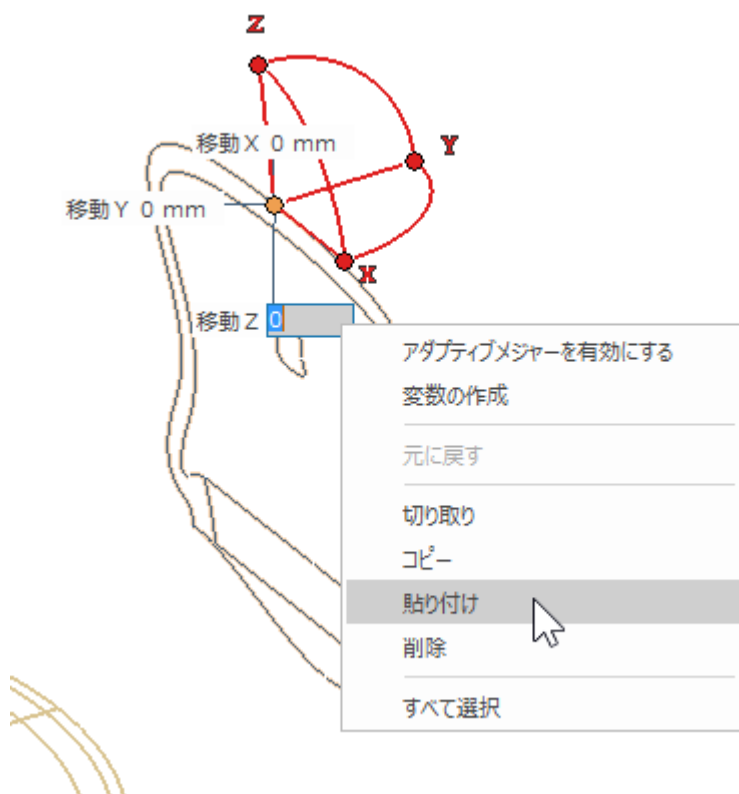 Z
移動 X 0 mm
Y
移動 Y 0 mm
X
移動 Z 0
アダプティブメジャーを有効にする
変数の作成
元に戻す
切り取り
コピー
貼り付け
削除
すべて選択